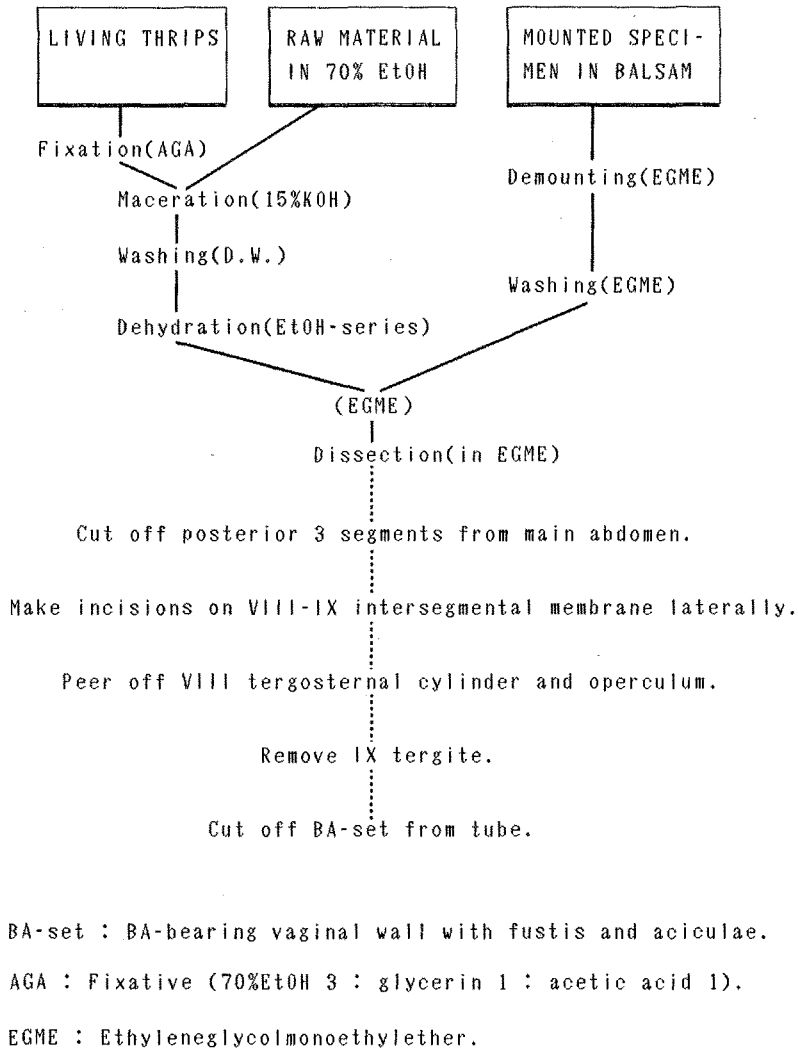 LIVING THRIPS
RAW MATERIAL
IN 70% EtOH
MOUNTED SPECI-
MEN IN BALSAM
Fixation(AGA)
Demounting(EGME)
Maceration(15%KOH)
Washing(D.W.)
Washing(EGME)
Dehydration(EtOH-series)
(EGME)
Dissection(in EGME)
Cut off posterior 3 segments from main abdomen.
Make incisions on VIII-IX intersegmental membrane laterally.
Peer off VIII tergosternal cylinder and operculum.
Remove IX tergite.
Cut off BA-set from tube.
BA-set : BA-bearing vaginal wall with fustis and aciculae.
AGA : Fixative (70%EtOH 3 : glycerin 1 : acetic acid 1).
EGME : Ethyleneglycolmonoethylether.